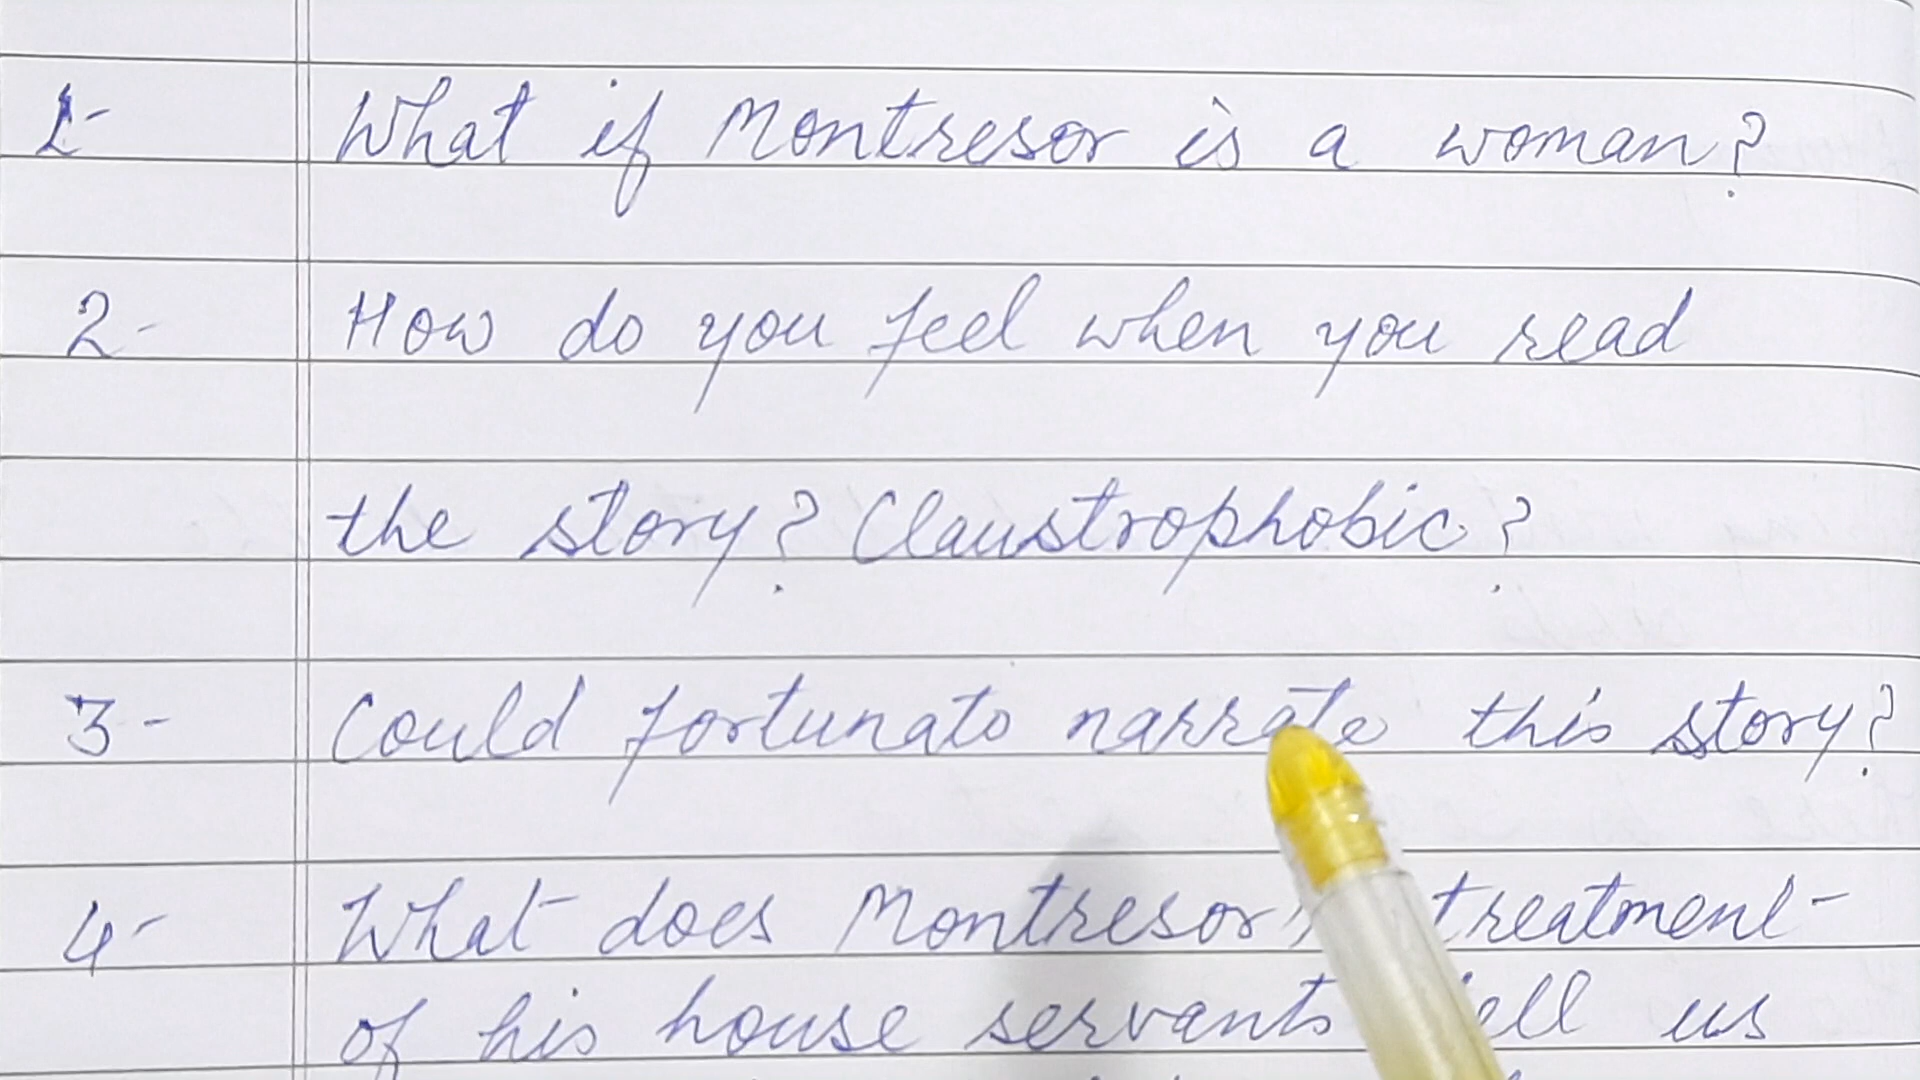 1- What if Montresor is a woman?
2- How do you feel when you read
the story? Claustrophobic?
3- Could fortunato narrate this story?
4- What does Montresor treatment
of his house servants us